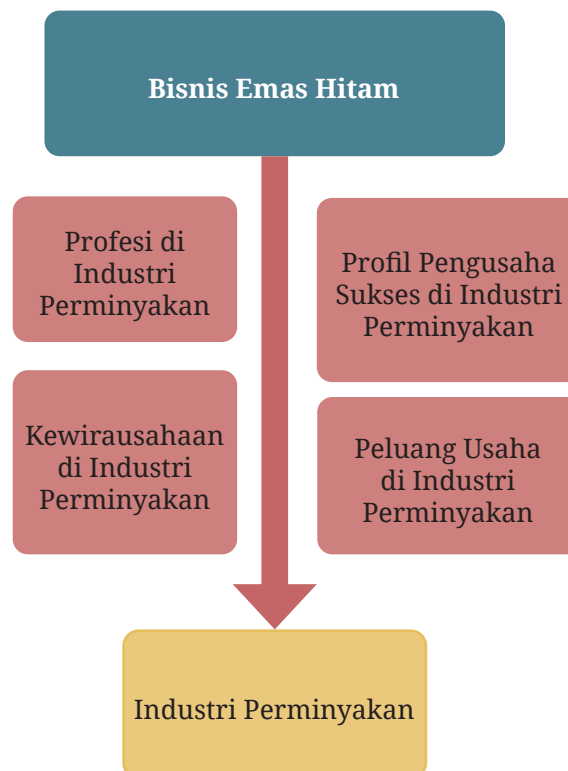 Bisnis Emas Hitam
Profesi di
Industri
Perminyakan
Profil Pengusaha
Sukses di Industri
Perminyakan
Kewirausahaan
di Industri
Perminyakan
Peluang Usaha
di Industri
Perminyakan
Industri Perminyakan